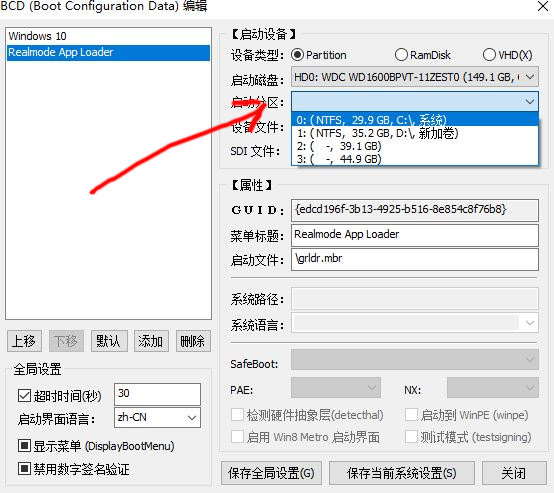 BCD (Boot Configuration Data) 编辑
Windows 10
Realmode App Loader
上移
下移
默认
添加
删除
全局设置
超时时间(秒)
30
启动界面语言:
zh-CN
显示菜单 (DisplayBootMenu)
禁用数字签名验证
【启动设备】
设备类型:
Partition
RamDisk
VHD(X)
启动磁盘:
HD0: WDC WD1600BPVT-11ZEST0 (149.1 GB,
启动分区:
0: ( NTFS, 29.9 GB, C:\, 系统)
1: ( NTFS, 35.2 GB, D:\, 新加卷)
2: ( -, 39.1 GB)
3: ( -, 44.9 GB)
设备文件:
SDI 文件:
【属性】
GUID:
{edcd196f-3b13-4925-b516-8e854c8f76b8}
菜单标题:
Realmode App Loader
启动文件:
\grldr.mbr
系统路径:
系统语言:
SafeBoot:
PAE:
NX:
检测硬件抽象层(detecthal)
启动到 WinPE (winpe)
启用 Win8 Metro 启动界面
测试模式 (testsigning)
保存全局设置(G)
保存当前系统设置(S)
关闭